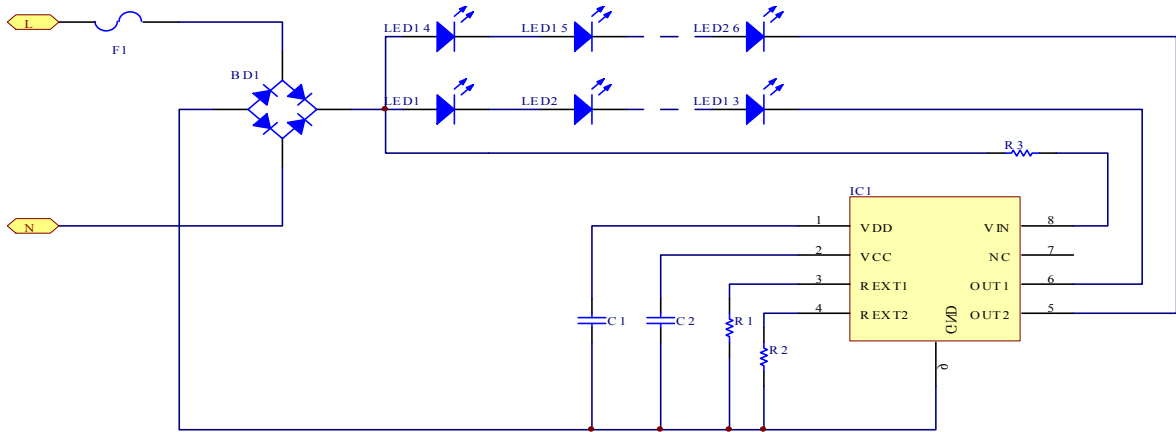 L
F1
BD1
N
LED14
LED15
LED26
LED1
LED2
LED13
R3
IC1
1
VDD
VIN
8
2
VCC
NC
7
3
REXT1
OUT1
6
4
REXT2
OUT2
5
GND
9
C1
C2
R1
R2